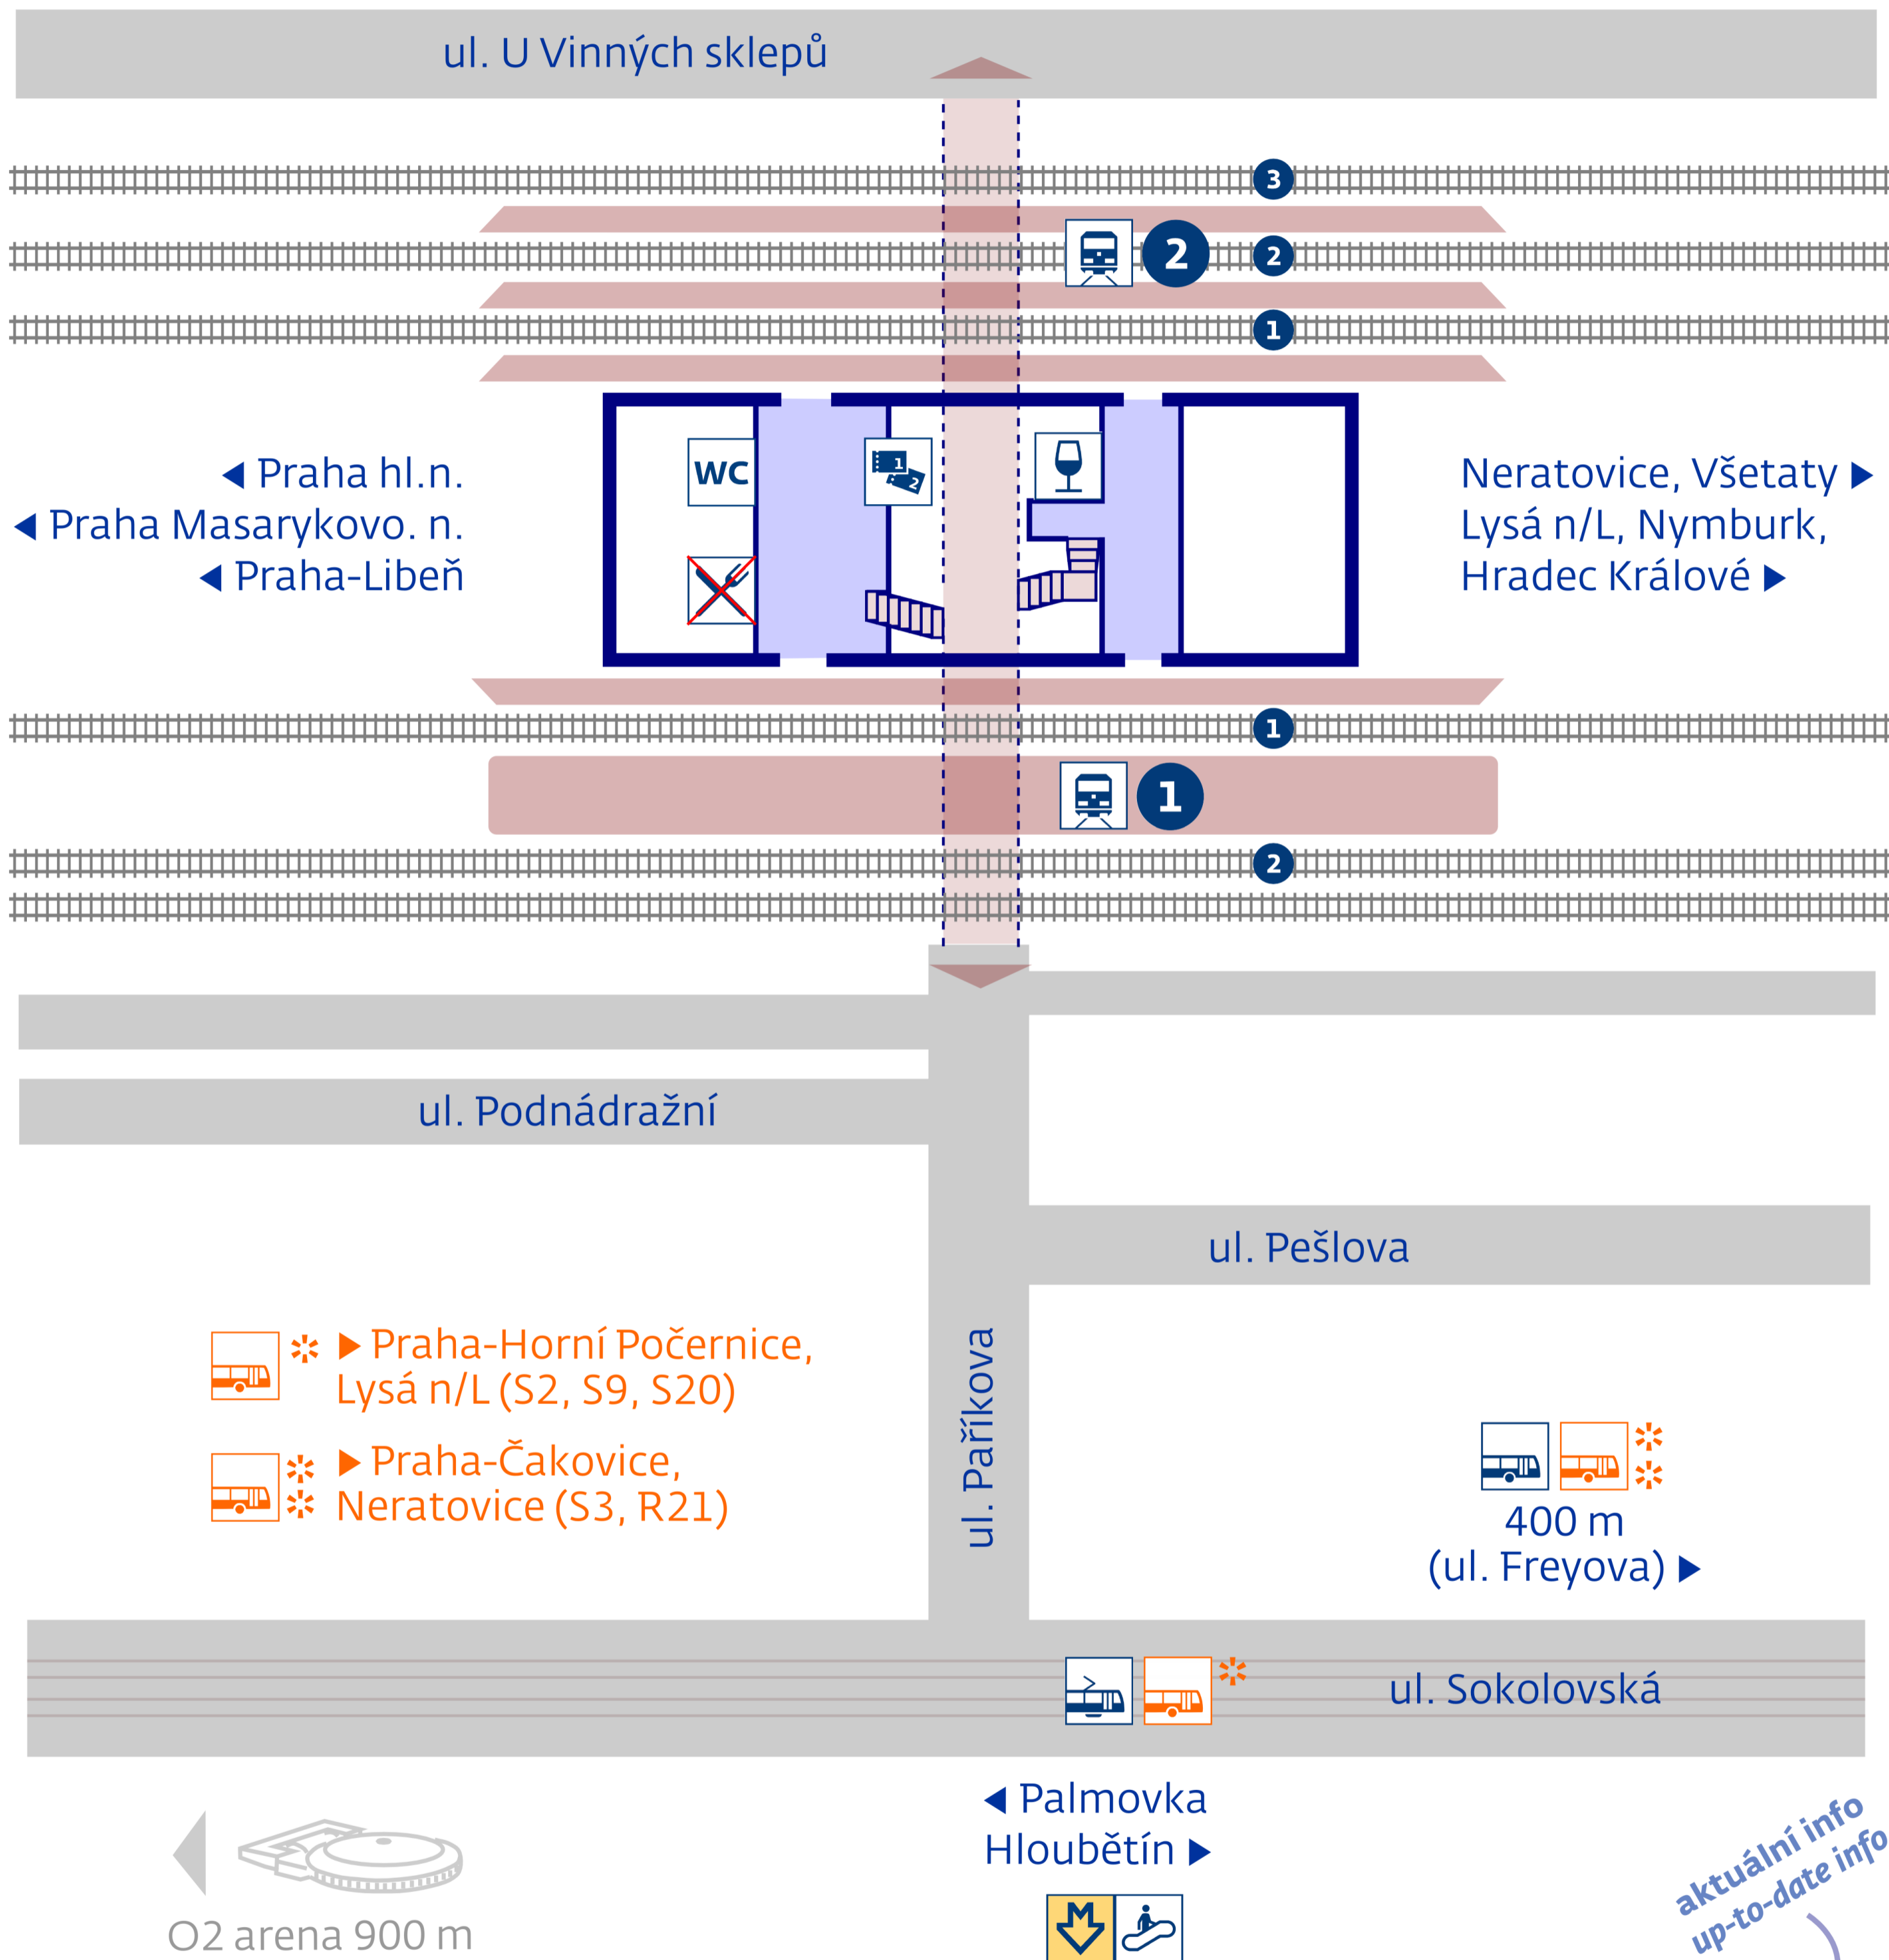 ul. U Vinných sklepů
3
2
2
1
WC
1
2
◀ Praha hl.n.
◀ Praha Masarykovo. n.
◀ Praha-Libeň
Neratovice, Všetaty ▶
Lysá n/L, Nymburk,
Hradec Králové ▶
1
1
2
ul. Podnádražní
ul. Pešlova
ul. Paříkova
* ▶ Praha-Horní Počernice,
Lysá n/L (S2, S9, S20)
** ▶ Praha-Čakovice,
Neratovice (S3, R21)
**
400 m
(ul. Freyova) ▶
*
ul. Sokolovská
◀ Palmovka
Hloubětín ▶
M
O2 arena 900 m
aktuální info
up-to-date info